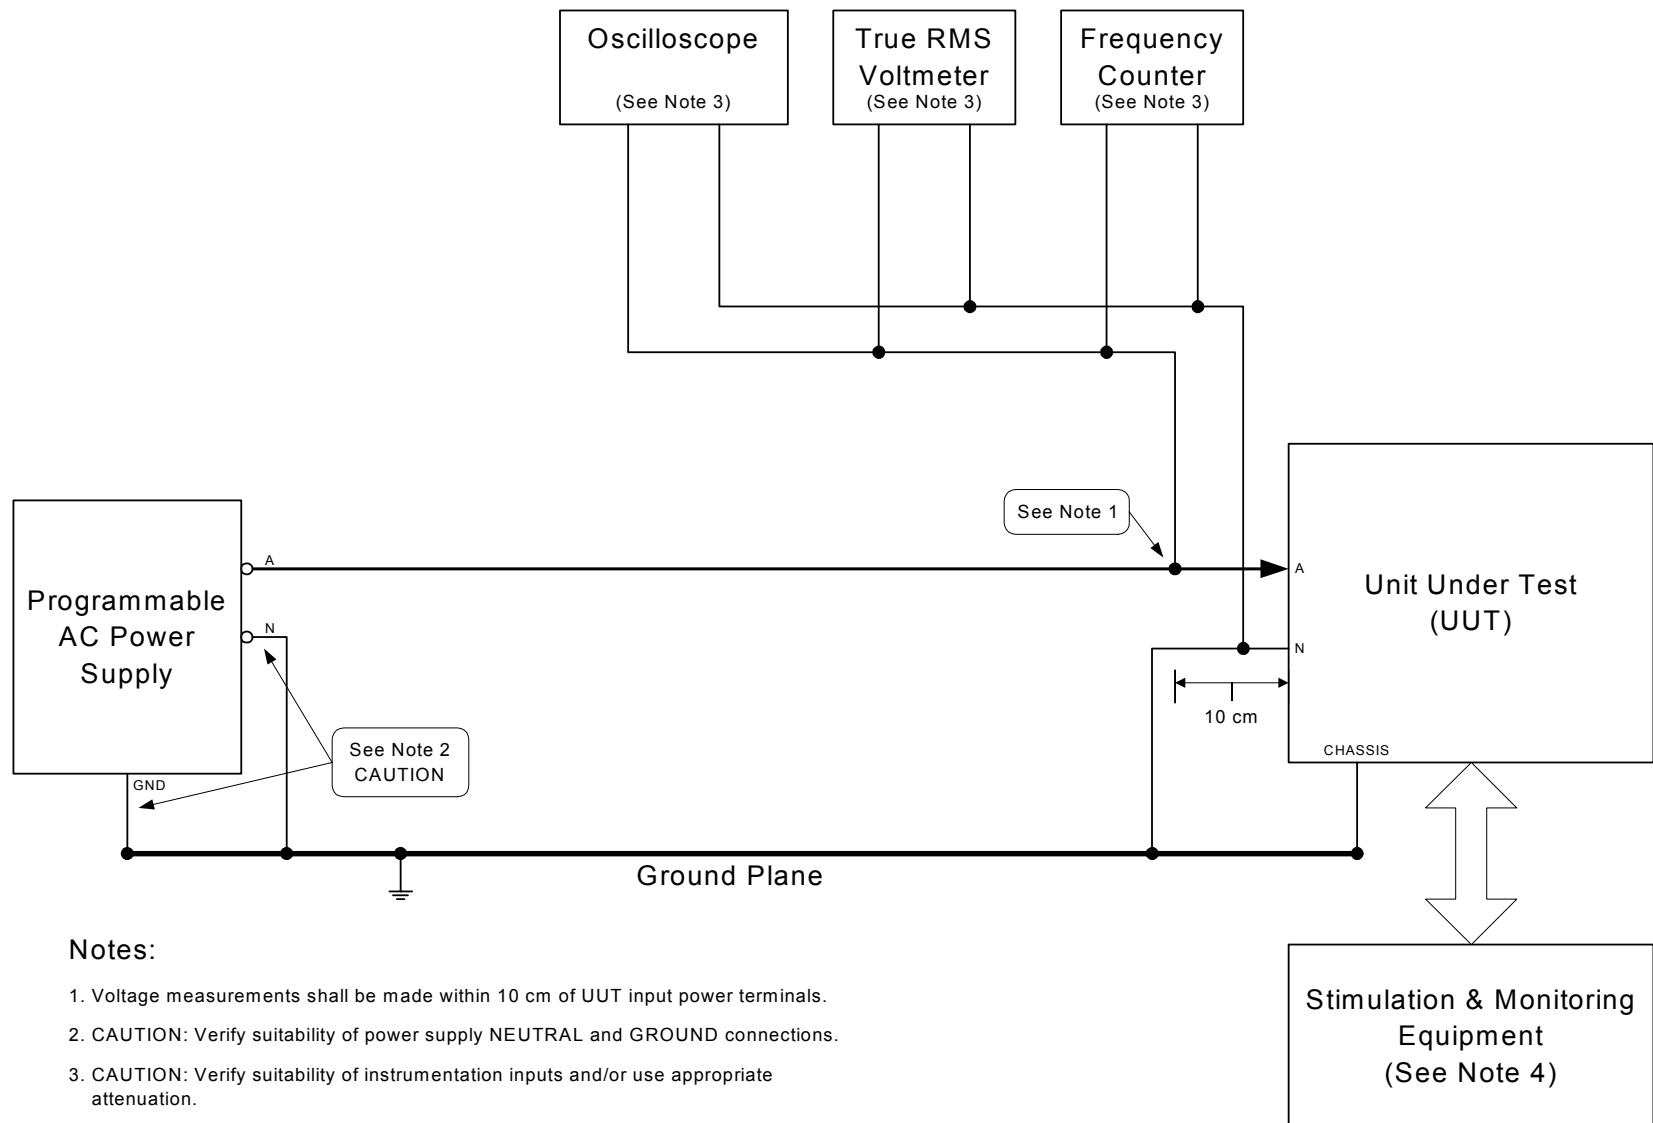 Oscilloscope
(See Note 3)
True RMS
Voltmeter
(See Note 3)
Frequency
Counter
(See Note 3)
See Note 1
Programmable
AC Power
Supply
A
N
GND
See Note 2
CAUTION
A
N
Unit Under Test
(UUT)
10 cm
CHASSIS
Ground Plane
Stimulation & Monitoring
Equipment
(See Note 4)
Notes:
1. Voltage measurements shall be made within 10 cm of UUT input power terminals.
2. CAUTION: Verify suitability of power supply NEUTRAL and GROUND connections.
3. CAUTION: Verify suitability of instrumentation inputs and/or use appropriate
attenuation.